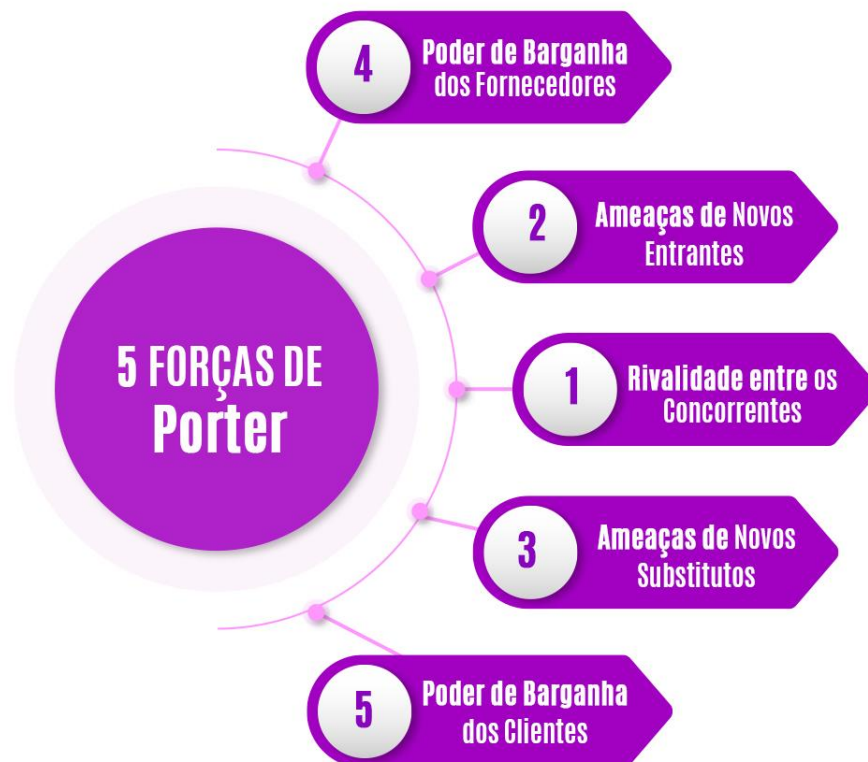 5 FORÇAS DE
Porter
4
Poder de Barganha
dos Fornecedores
2
Ameaças de Novos
Entrantes
1
Rivalidade entre os
Concorrentes
3
Ameaças de Novos
Substitutos
5
Poder de Barganha
dos Clientes